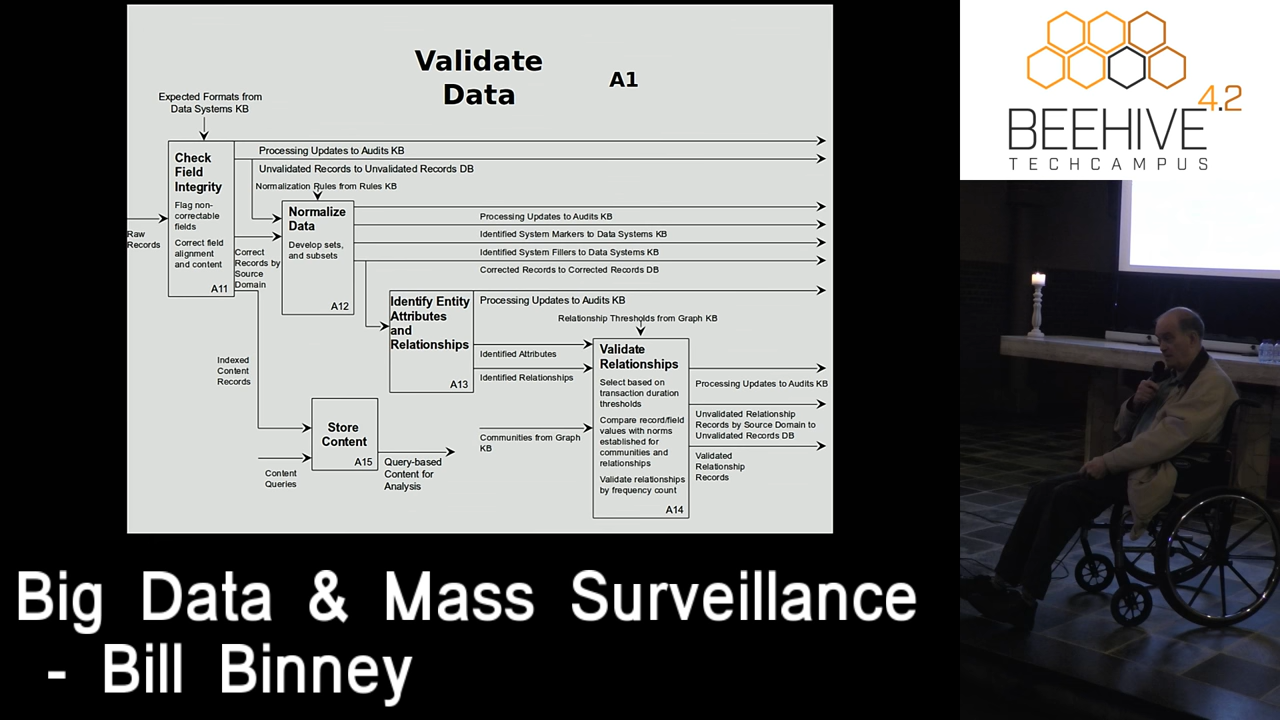 Validate
Data
A1
Expected Formats from
Data Systems KB
Check
Field
Integrity
Flag non-
correctable
fields
Correct field
alignment
and content
A11
Raw
Records
Processing Updates to Audits KB
Unvalidated Records to Unvalidated Records DB
Normalization Rules from Rules KB
Normalize
Data
Develop sets,
and subsets
A12
Correct
Records by
Source
Domain
Processing Updates to Audits KB
Identified System Markers to Data Systems KB
Identified System Fillers to Data Systems KB
Corrected Records to Corrected Records DB
Identify Entity
Attributes
and
Relationships
A13
Processing Updates to Audits KB
Relationship Thresholds from Graph KB
Identified Attributes
Identified Relationships
Validate
Relationships
Select based on
transaction duration
thresholds
Compare record/field
values with norms
established for
communities and
relationships
Validate relationships
by frequency count
A14
Processing Updates to Audits KB
Unvalidated Relationship
Records by Source Domain to
Unvalidated Records DB
Validated
Relationship
Records
Communities from Graph
KB
Indexed
Content
Records
Store
Content
A15
Content
Queries
Query-based
Content for
Analysis
Big Data & Mass Surveillance
- Bill Binney
4.2
BEEHIVE
TECHCAMPUS